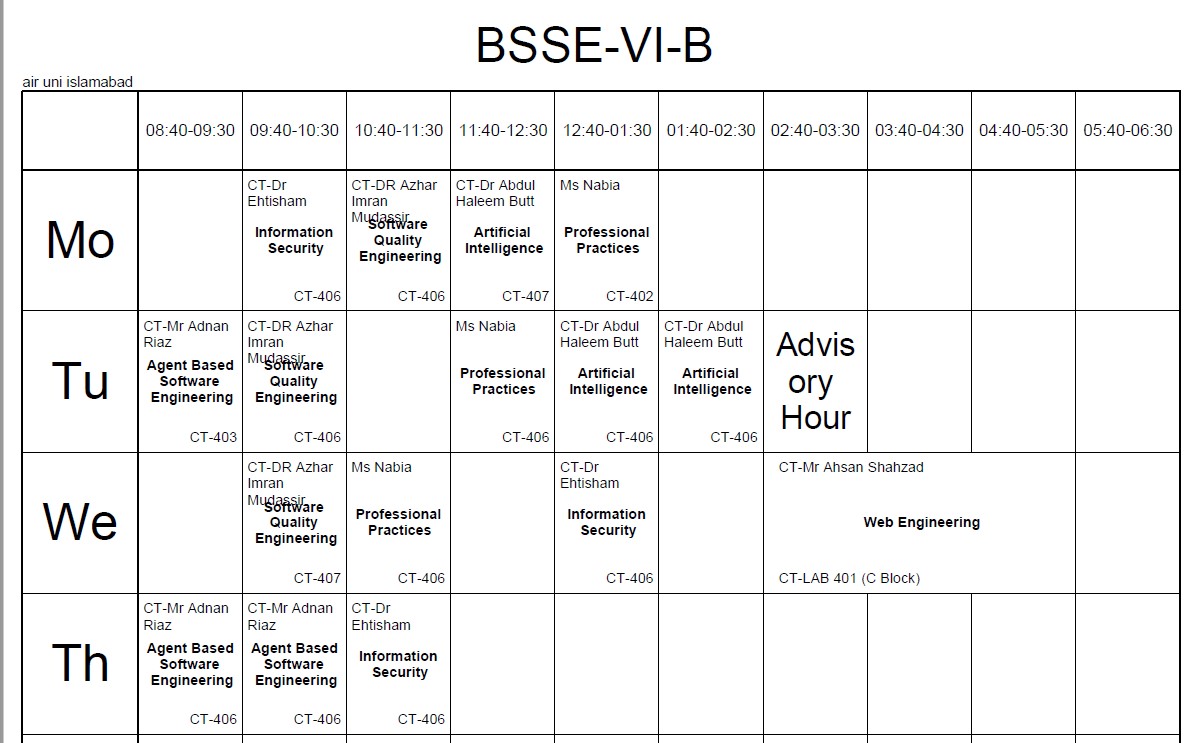 BSSE-VI-B
air uni islamabad
08:40-09:30 09:40-10:30 10:40-11:30 11:40-12:30 12:40-01:30 01:40-02:30 02:40-03:30 03:40-04:30 04:40-05:30 05:40-06:30
Mo
CT-Dr
Ehtisham
Information
Security
CT-406
CT-DR Azhar
Imran
Mudassir
Software
Quality
Engineering
CT-406
CT-Dr Abdul
Haleem Butt
Artificial
Intelligence
CT-407
Ms Nabia
Professional
Practices
CT-402
Tu
CT-Mr Adnan
Riaz
Agent Based
Software
Engineering
CT-403
CT-DR Azhar
Imran
Mudassir
Software
Quality
Engineering
CT-406
Ms Nabia
Professional
Practices
CT-406
CT-Dr Abdul
Haleem Butt
Artificial
Intelligence
CT-406
CT-Dr Abdul
Haleem Butt
Artificial
Intelligence
CT-406
Advis
ory
Hour
We
CT-DR Azhar
Imran
Mudassir
Software
Quality
Engineering
CT-407
Ms Nabia
Professional
Practices
CT-406
CT-Dr
Ehtisham
Information
Security
CT-406
CT-Mr Ahsan Shahzad
Web Engineering
CT-LAB 401 (C Block)
Th
CT-Mr Adnan
Riaz
Agent Based
Software
Engineering
CT-406
CT-Mr Adnan
Riaz
Agent Based
Software
Engineering
CT-406
CT-Dr
Ehtisham
Information
Security
CT-406